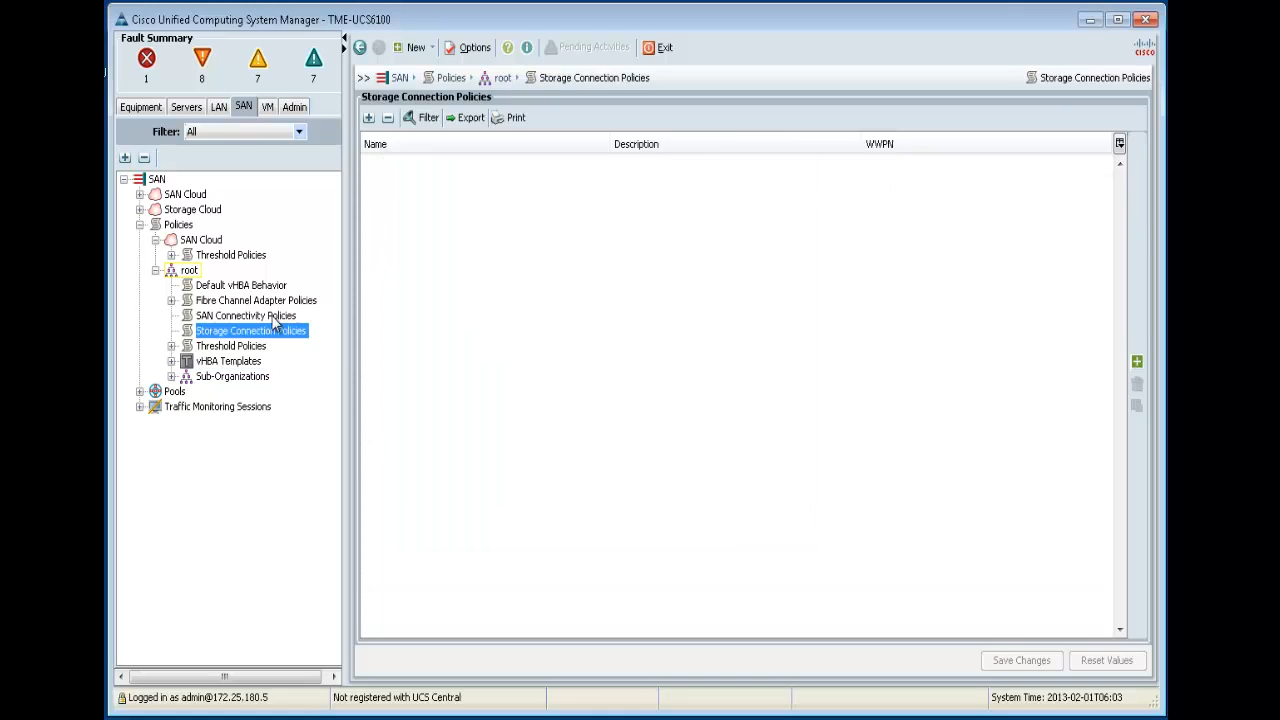 Cisco Unified Computing System Manager - TME-UCS6100
Fault Summary
1 8 7 7
New Options Pending Activities Exit
cisco
>> SAN Policies root Storage Connection Policies Storage Connection Policies
Equipment Servers LAN SAN VM Admin
Filter: All
Storage Connection Policies
Filter Export Print
Name Description WWPN
SAN
SAN Cloud
Storage Cloud
Policies
SAN Cloud
Threshold Policies
root
Default vHBA Behavior
Fibre Channel Adapter Policies
SAN Connectivity Policies
Storage Connection Policies
Threshold Policies
vHBA Templates
Sub-Organizations
Pools
Traffic Monitoring Sessions
Save Changes Reset Values
Logged in as admin@172.25.180.5 Not registered with UCS Central System Time: 2013-02-01T06:03